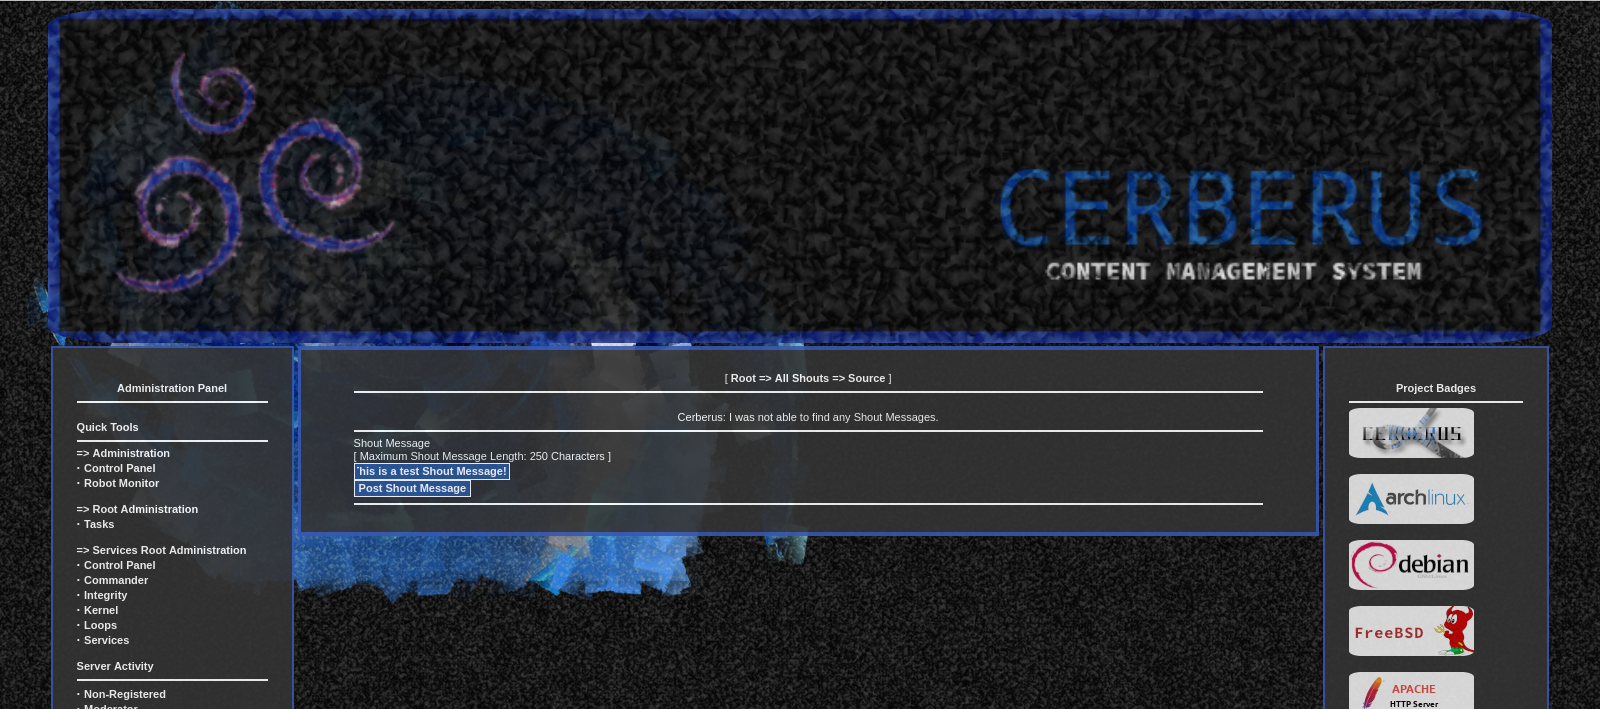 CERBERUS
CONTENT MANAGEMENT SYSTEM
Administration Panel
Quick Tools
=> Administration
· Control Panel
· Robot Monitor
=> Root Administration
· Tasks
=> Services Root Administration
· Control Panel
· Commander
· Integrity
· Kernel
· Loops
· Services
Server Activity
· Non-Registered
· Moderator
[ Root => All Shouts => Source ]
Cerberus: I was not able to find any Shout Messages.
Shout Message
[ Maximum Shout Message Length: 250 Characters ]
This is a test Shout Message!
Post Shout Message
Project Badges
CERBERUS
archlinux
debian
FreeBSD
APACHE
HTTP Server